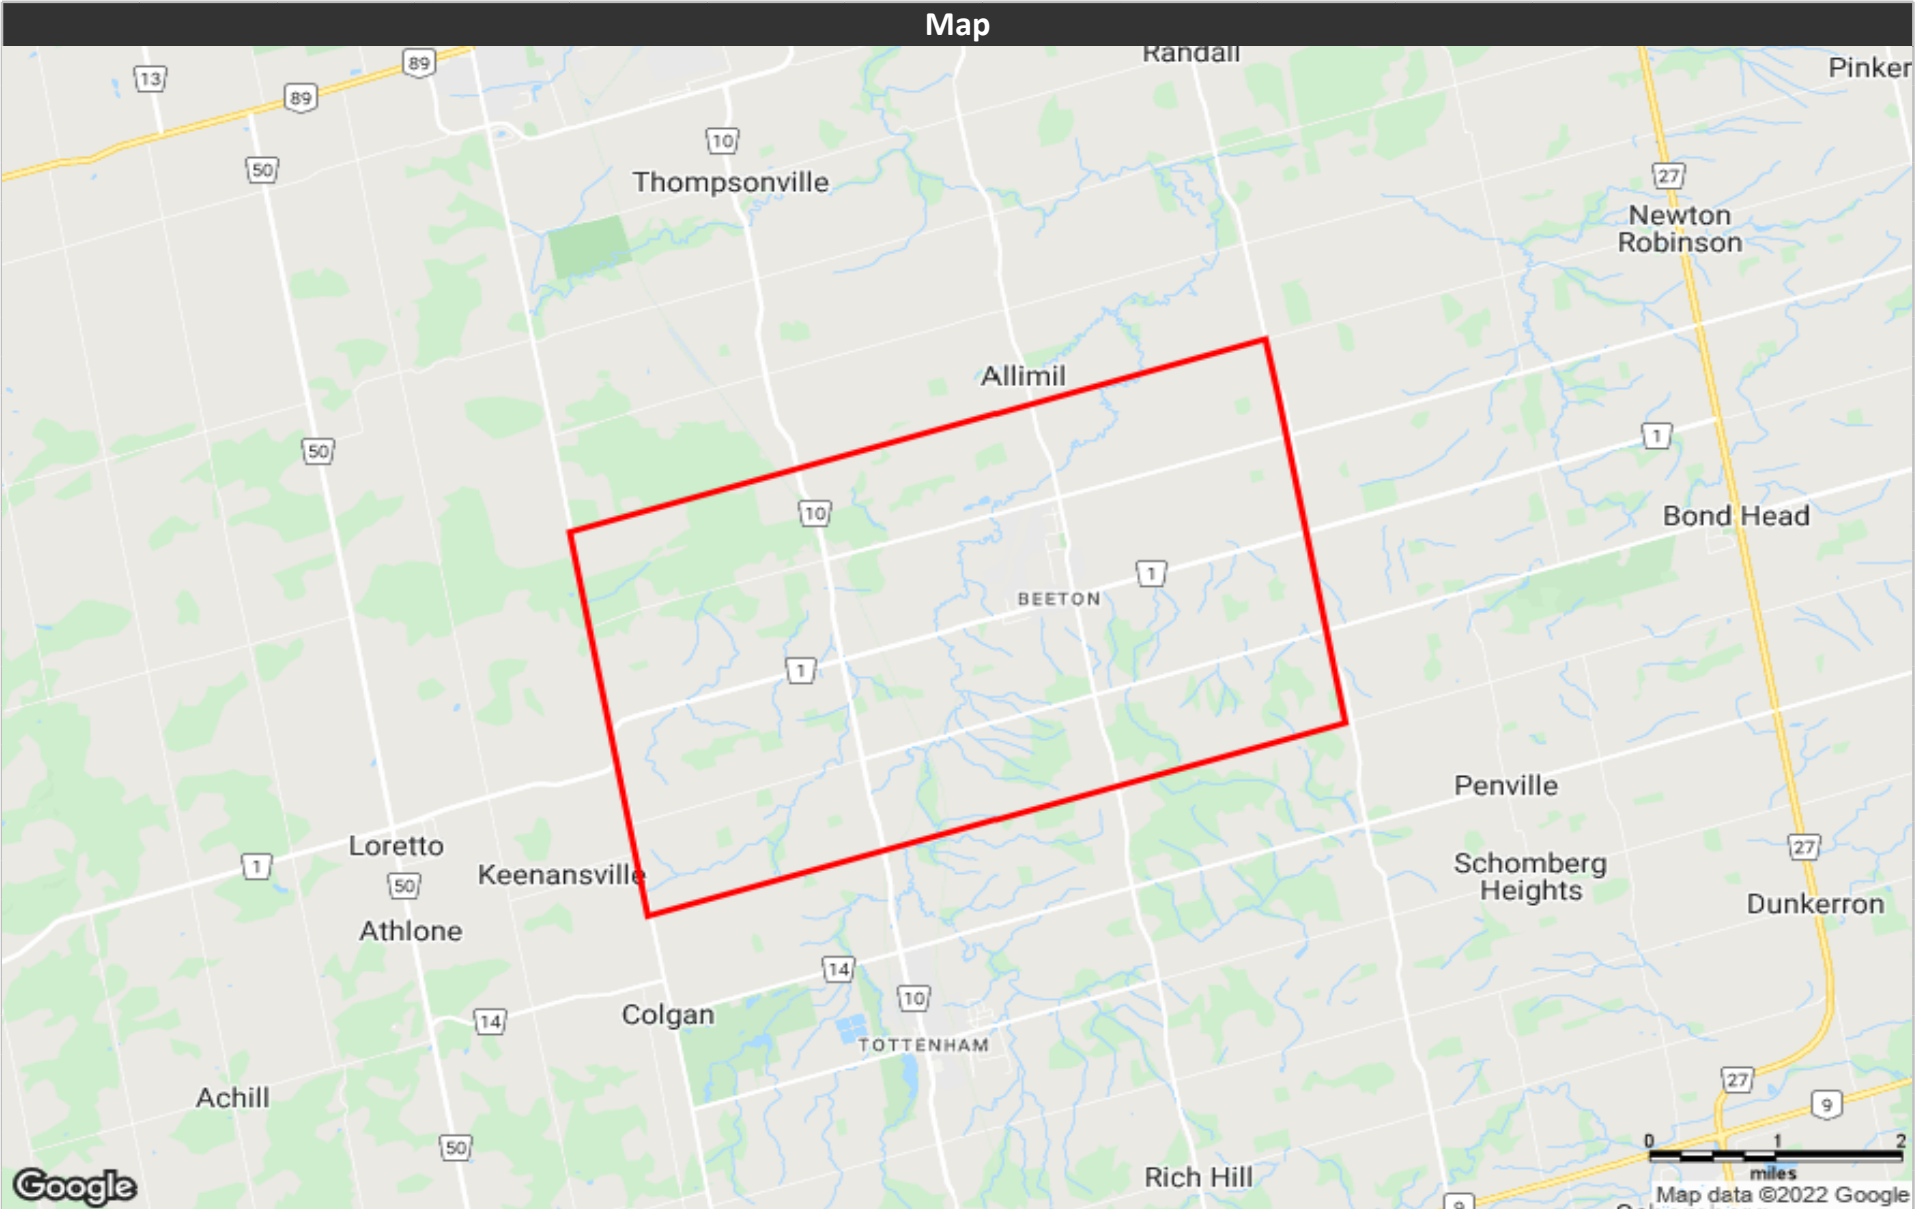 Map
Randall
Pinker
13
89
89
10
50
Thompsonville
27
Newton
Robinson
Allimil
50
1
10
Bond Head
1
BEETON
1
Penville
Loretto
27
1
Schomberg
Heights
Keenansville
50
Dunkerron
Athlone
14
10
Colgan
14
TOTTENHAM
27
Achill
9
50
0 1 2
miles
Rich Hill
Google
Map data ©2022 Google
9